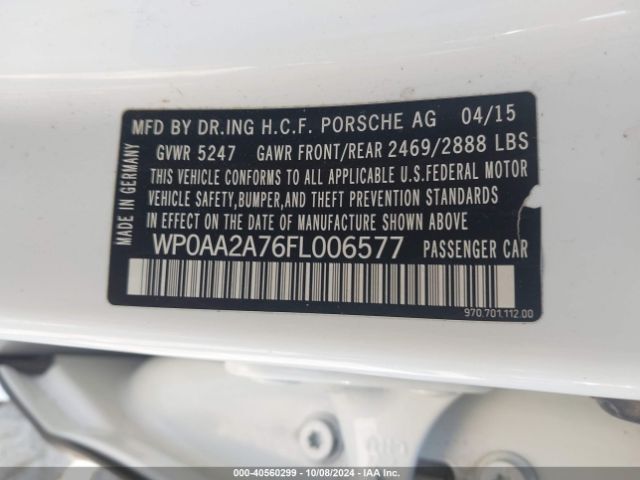 MFD BY DR.ING H.C.F. PORSCHE AG 04/15
GVWR 5247 GAWR FRONT/REAR 2469/2888 LBS
THIS VEHICLE CONFORMS TO ALL APPLICABLE U.S.FEDERAL MOTOR
VEHICLE SAFETY,BUMPER,AND THEFT PREVENTION STANDARDS
IN EFFECT ON THE DATE OF MANUFACTURE SHOWN ABOVE
WP0AA2A76FL006577 PASSENGER CAR
MADE IN GERMANY
970.701.112.00
000-40560299 | 10/08/2024 | IAA Inc.